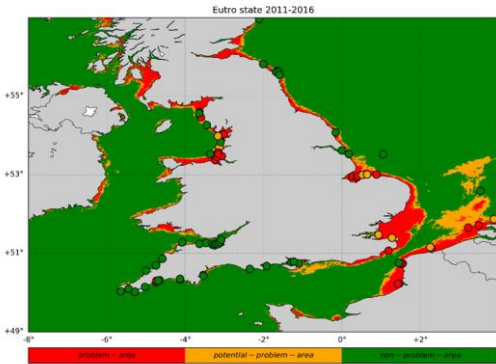 Eutro state 2011-2016
+55°
+53°
+51°
+49°
-8° -6° -4° -2° 0° +2°
problem-area potential-problem-area non-problem-area